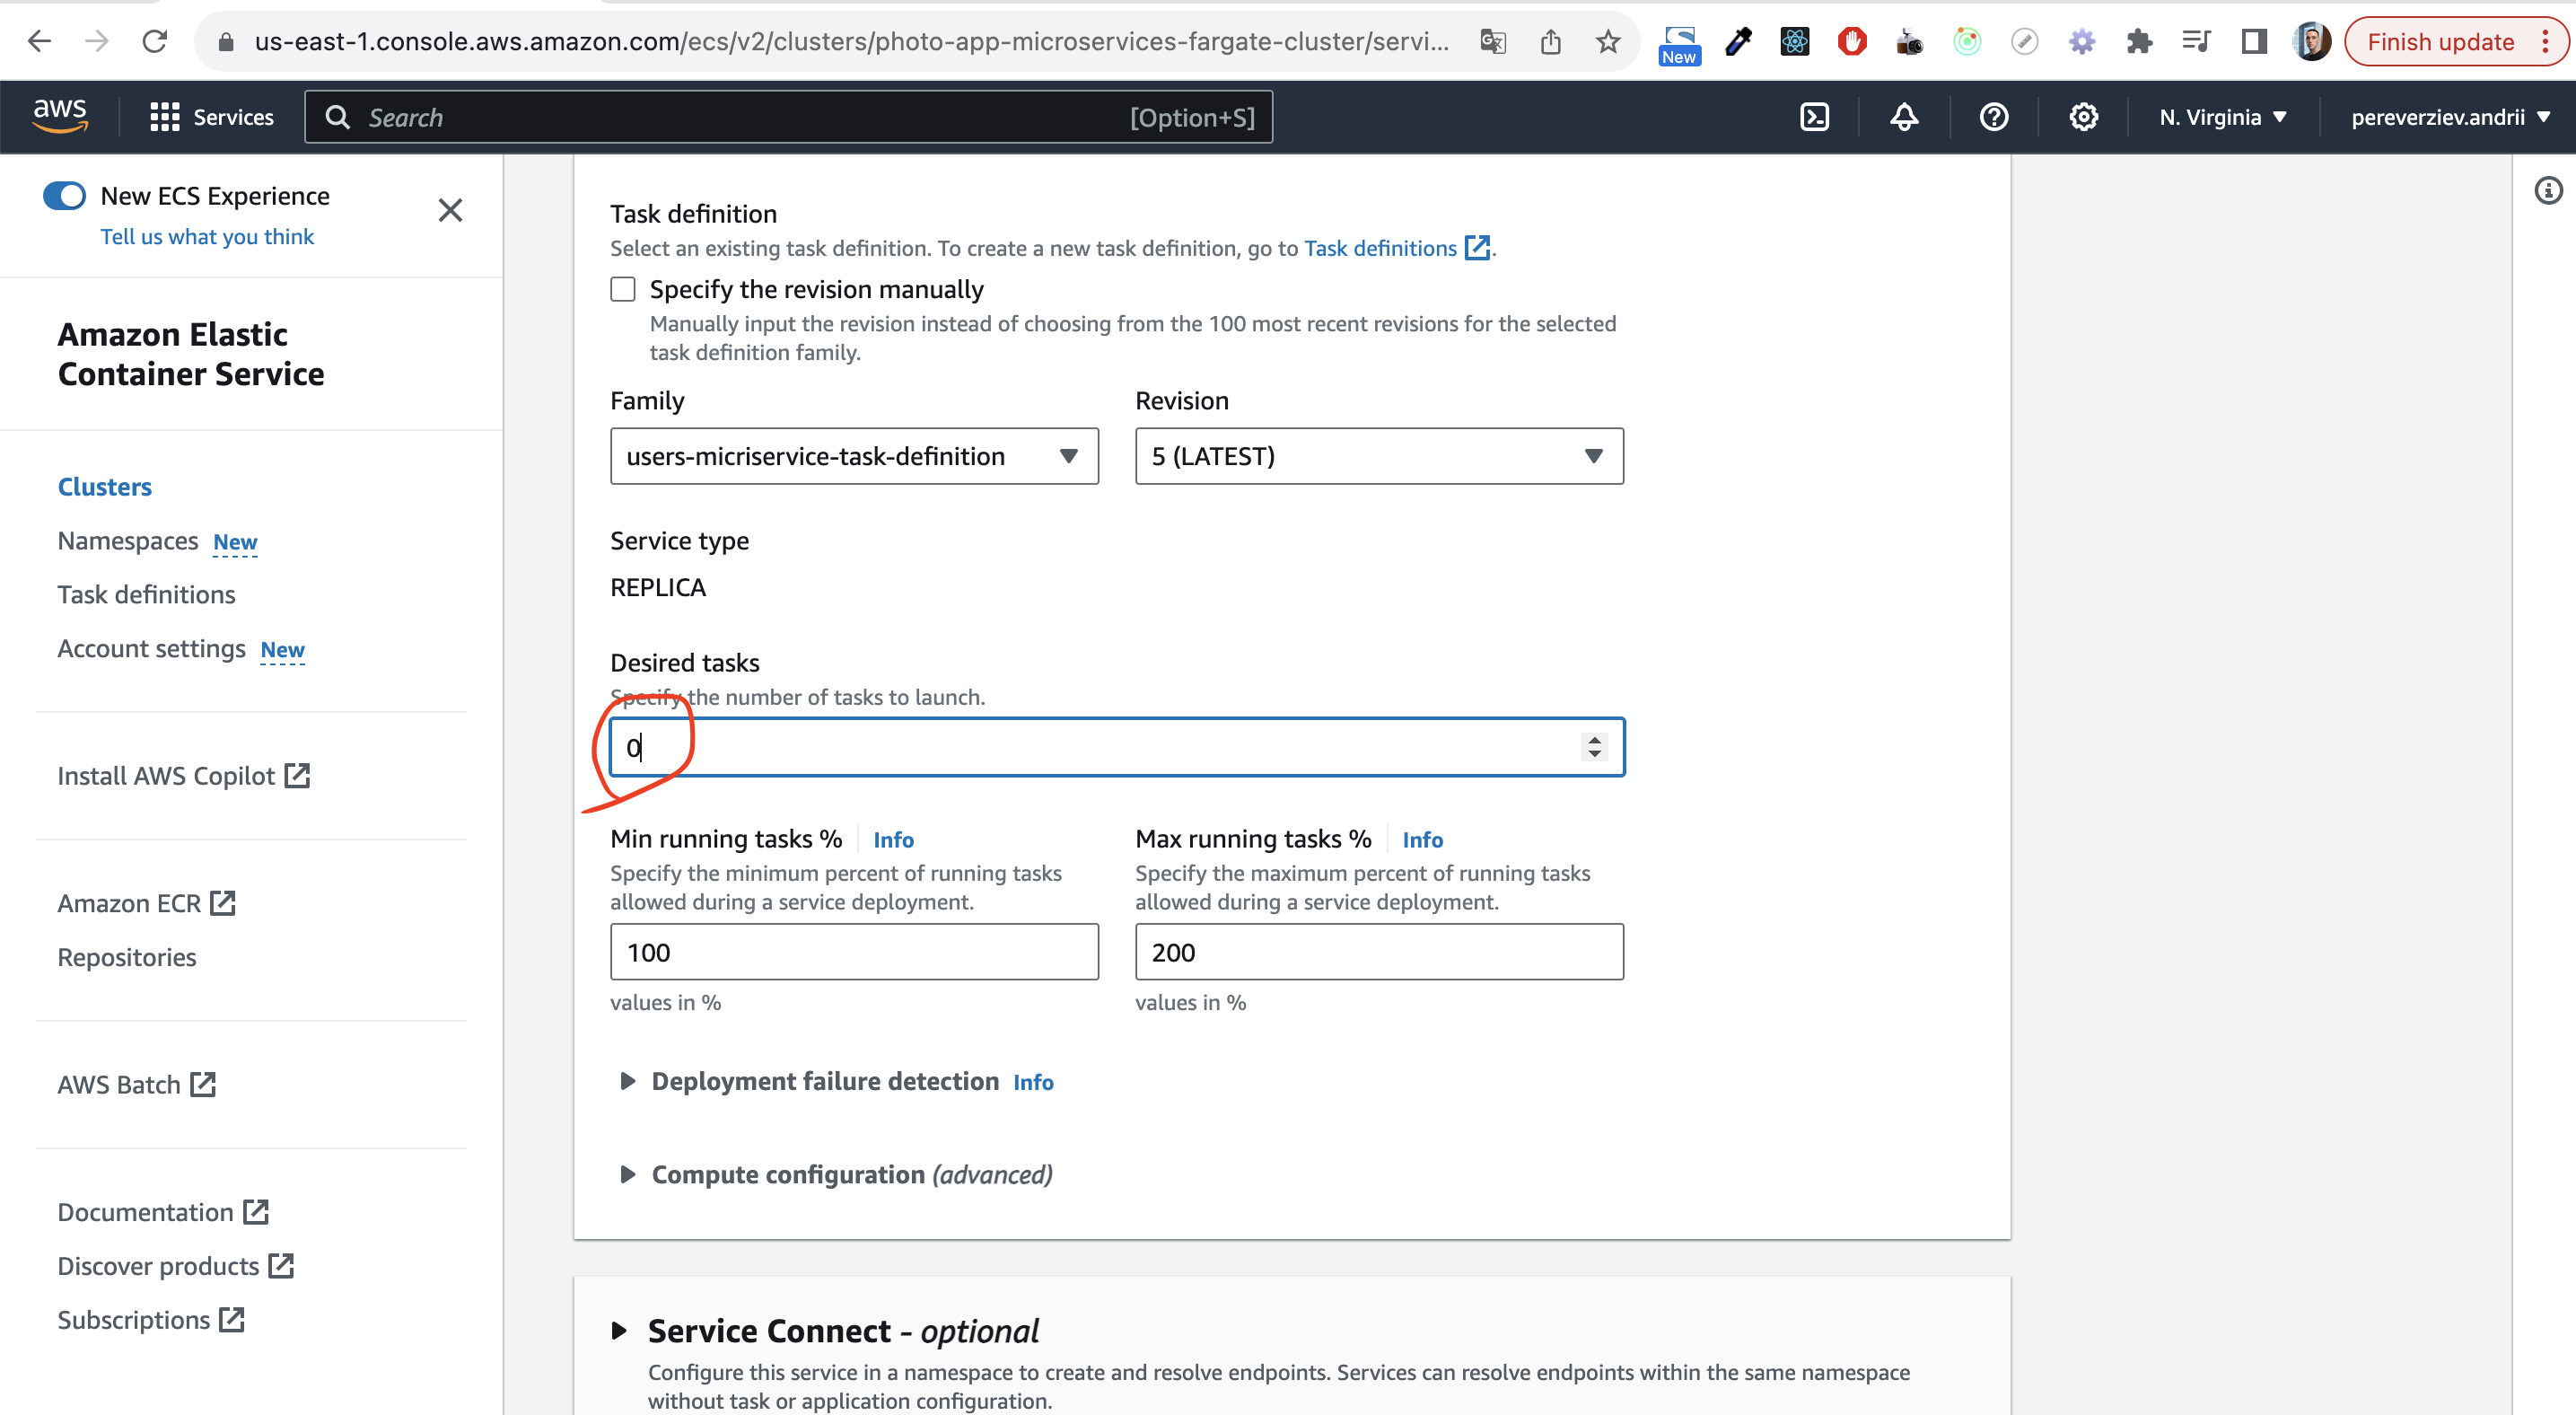 us-east-1.console.aws.amazon.com/ecs/v2/clusters/photo-app-microservices-fargate-cluster/servi...
New
Finish update
aws
Services
Search
[Option+S]
N. Virginia
pereverziev.andrii
New ECS Experience
Tell us what you think
Amazon Elastic
Container Service
Clusters
Namespaces New
Task definitions
Account settings New
Install AWS Copilot
Amazon ECR
Repositories
AWS Batch
Documentation
Discover products
Subscriptions
Task definition
Select an existing task definition. To create a new task definition, go to Task definitions.
Specify the revision manually
Manually input the revision instead of choosing from the 100 most recent revisions for the selected
task definition family.
Family
users-micriservice-task-definition
Revision
5 (LATEST)
Service type
REPLICA
Desired tasks
Specify the number of tasks to launch.
0
Min running tasks % Info
Specify the minimum percent of running tasks
allowed during a service deployment.
100
values in %
Max running tasks % Info
Specify the maximum percent of running tasks
allowed during a service deployment.
200
values in %
Deployment failure detection Info
Compute configuration (advanced)
Service Connect - optional
Configure this service in a namespace to create and resolve endpoints. Services can resolve endpoints within the same namespace
without task or application configuration.